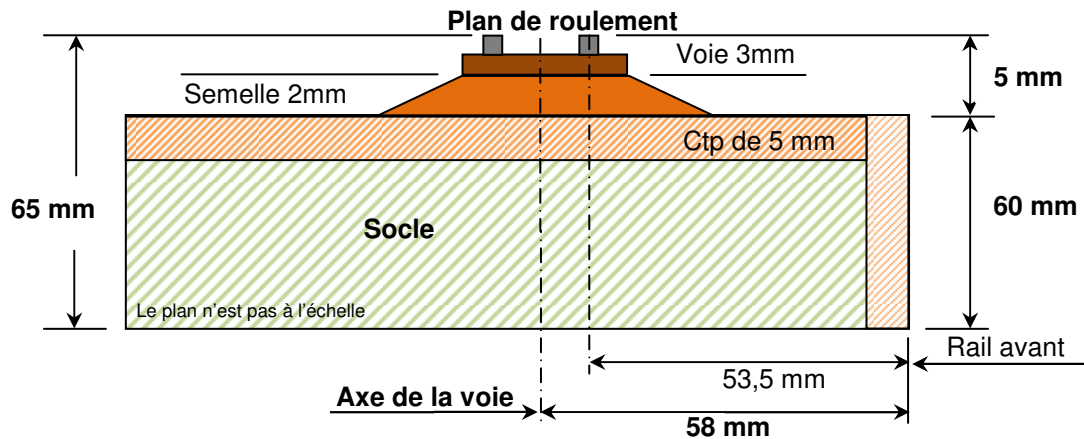 Plan de roulement
Voie 3mm
5 mm
Semelle 2mm
Ctp de 5 mm
65 mm
60 mm
Socle
Le plan n'est pas à l'échelle
Rail avant
53,5 mm
Axe de la voie
58 mm